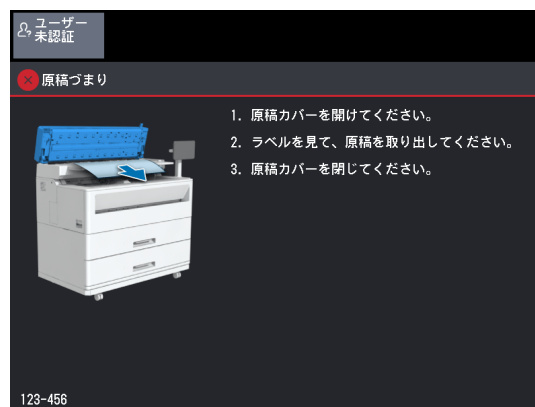 ユーザー
未認証
原稿づまり
1. 原稿カバーを開けてください。
2. ラベルを見て、原稿を取り出してください。
3. 原稿カバーを閉じてください。
123-456